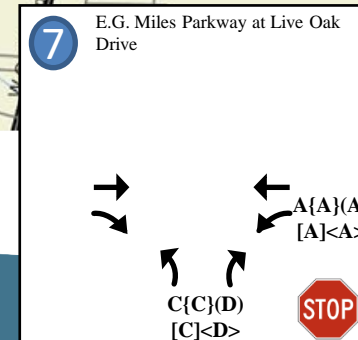 7
E.G. Miles Parkway at Live Oak
Drive
A{A}(A
[A]<A>
C{C}(D)
[C]<D>
STOP